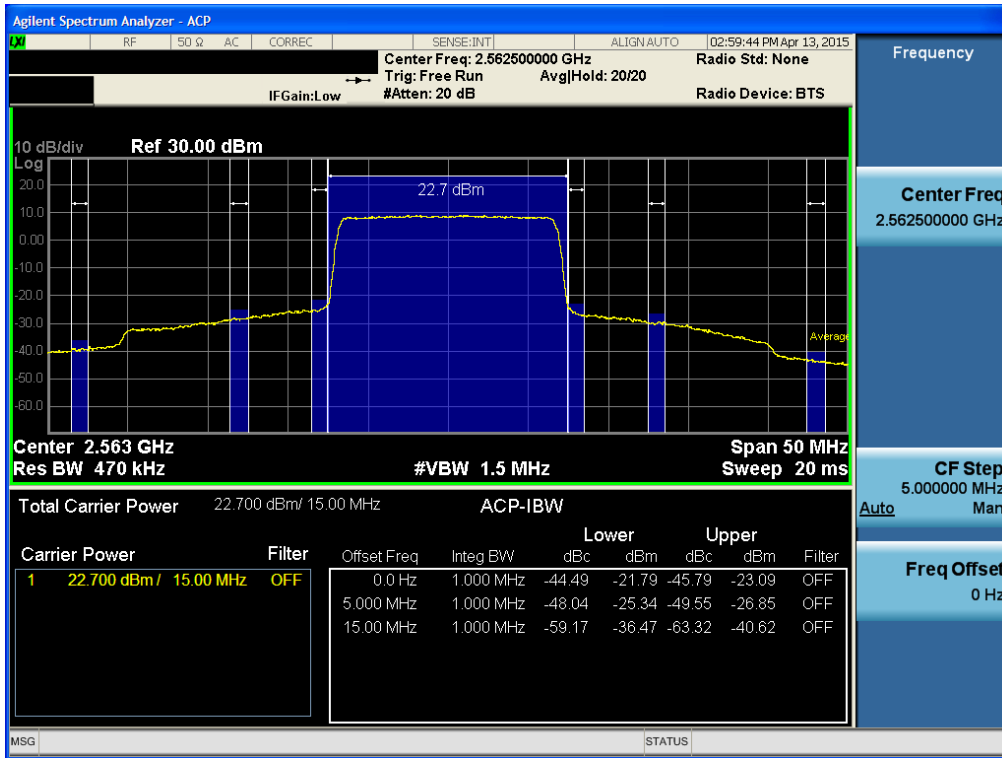 Agilent Spectrum Analyzer - ACP
LXI RF 50 Ω AC CORREC SENSE:INT ALIGN AUTO 02:59:44 PM Apr 13, 2015
Center Freq: 2.562500000 GHz Radio Std: None
Trig: Free Run Avg|Hold: 20/20
IFGain:Low #Atten: 20 dB Radio Device: BTS
10 dB/div Ref 30.00 dBm
Log
20.0
10.0
0.00
-10.0
-20.0
-30.0
-40.0
-50.0
-60.0
22.7 dBm
Average
Center 2.563 GHz Span 50 MHz
Res BW 470 kHz #VBW 1.5 MHz Sweep 20 ms
Total Carrier Power 22.700 dBm/ 15.00 MHz ACP-IBW
Lower Upper
Carrier Power Filter Offset Freq Integ BW dBc dBm dBc dBm Filter
1 22.700 dBm / 15.00 MHz OFF 0.0 Hz 1.000 MHz -44.49 -21.79 -45.79 -23.09 OFF
5.000 MHz 1.000 MHz -48.04 -25.34 -49.55 -26.85 OFF
15.00 MHz 1.000 MHz -59.17 -36.47 -63.32 -40.62 OFF
MSG STATUS
Frequency
Center Freq
2.562500000 GHz
CF Step
5.000000 MHz
Auto Man
Freq Offset
0 Hz